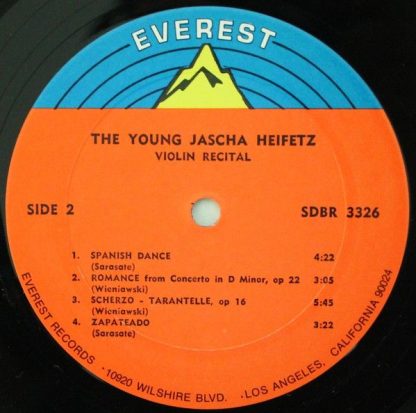 EVEREST
THE YOUNG JASCHA HEIFETZ
VIOLIN RECITAL
SIDE 2
SDBR 3326
1. SPANISH DANCE 4:22
(Sarasate)
2. ROMANCE from Concerto in D Minor, op 22 3:05
(Wieniawski)
3. SCHERZO - TARANTELLE, op 16 5:45
(Wieniawski)
4. ZAPATEADO 3:22
(Sarasate)
EVEREST RECORDS · 10920 WILSHIRE BLVD. · LOS ANGELES, CALIFORNIA 90024